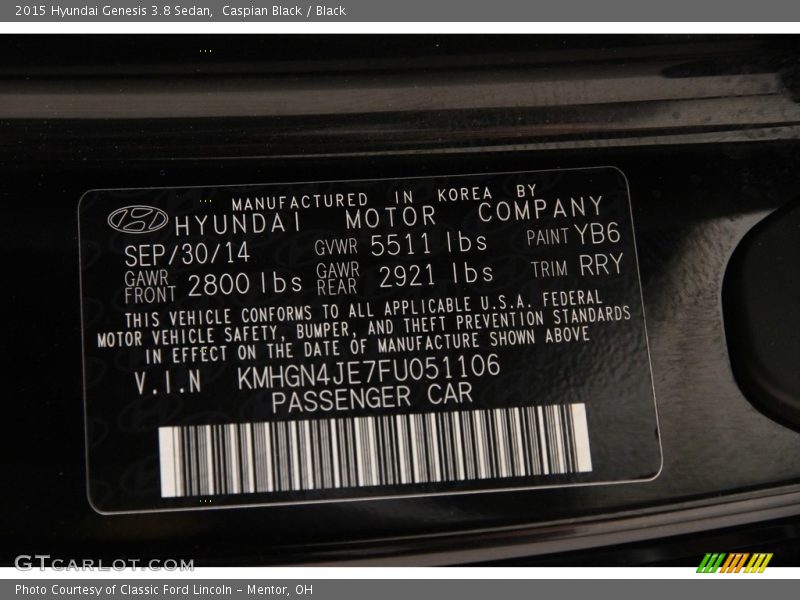 2015 Hyundai Genesis 3.8 Sedan,  Caspian Black / Black
MANUFACTURED IN KOREA BY
HYUNDAI MOTOR COMPANY
SEP/30/14 GVWR 5511 lbs PAINT YB6
GAWR FRONT 2800 lbs GAWR REAR 2921 lbs TRIM RRY
THIS VEHICLE CONFORMS TO ALL APPLICABLE U.S.A. FEDERAL
MOTOR VEHICLE SAFETY, BUMPER, AND THEFT PREVENTION STANDARDS
IN EFFECT ON THE DATE OF MANUFACTURE SHOWN ABOVE
V.I.N KMHGN4JE7FU051106
PASSENGER CAR
GTCARLOT.COM
Photo Courtesy of Classic Ford Lincoln - Mentor, OH